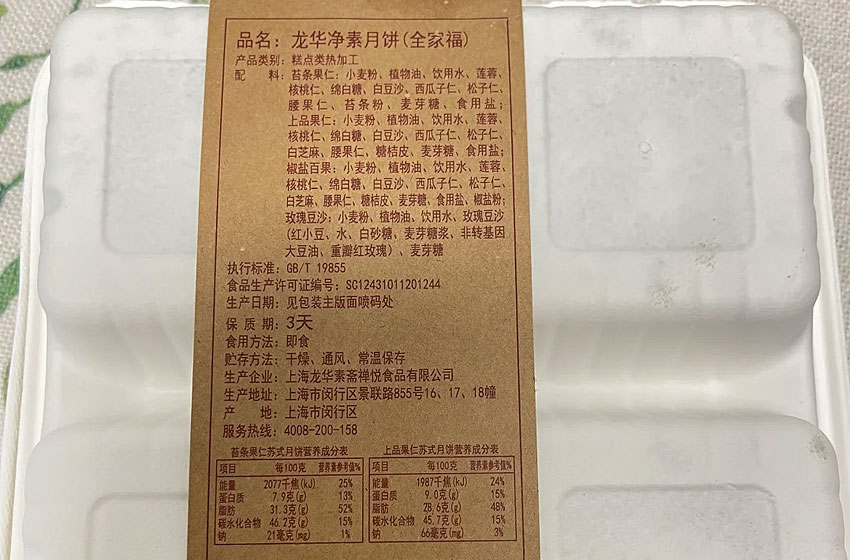 品名：龙华净素月饼(全家福)
产品类别：糕点类热加工
配　料：苔条果仁：小麦粉、植物油、饮用水、莲蓉、
核桃仁、绵白糖、白豆沙、西瓜子仁、松子仁、
腰果仁、苔条粉、麦芽糖、食用盐；
上品果仁：小麦粉、植物油、饮用水、莲蓉、
核桃仁、绵白糖、白豆沙、西瓜子仁、松子仁、
白芝麻、腰果仁、糖桔皮、麦芽糖、食用盐；
椒盐百果：小麦粉、植物油、饮用水、莲蓉、
核桃仁、绵白糖、白豆沙、西瓜子仁、松子仁、
白芝麻、腰果仁、糖桔皮、麦芽糖、食用盐、椒盐粉；
玫瑰豆沙：小麦粉、植物油、饮用水、玫瑰豆沙
(红小豆、水、白砂糖、麦芽糖浆、非转基因
大豆油、重瓣红玫瑰)、麦芽糖
执行标准：GB/T 19855
食品生产许可证编号：SC12431011201244
生产日期：见包装主版面喷码处
保 质 期：3天
食用方法：即食
贮存方法：干燥、通风、常温保存
生产企业：上海龙华素斋禅悦食品有限公司
生产地址：上海市闵行区景联路855号16、17、18幢
产　地：上海市闵行区
服务热线：4008-200-158
苔条果仁苏式月饼营养成分表
项目 每100克 营养素参考值%
能量 2077千焦(kJ) 25%
蛋白质 7.9克(g) 13%
脂肪 31.3克(g) 52%
碳水化合物 46.2克(g) 15%
钠 21毫克(mg) 1%
上品果仁苏式月饼营养成分表
项目 每100克 营养素参考值%
能量 1987千焦(kJ) 24%
蛋白质 9.0克(g) 15%
脂肪 28.6克(g) 48%
碳水化合物 45.7克(g) 15%
钠 66毫克(mg) 3%